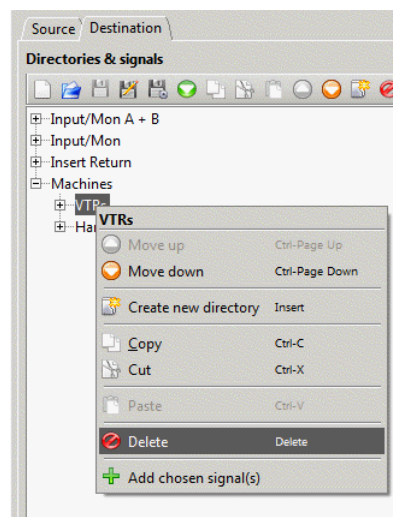 Source Destination
Directories & signals
Input/Mon A + B
Input/Mon
Insert Return
Machines
VTRs
VTRs
Move up Ctrl-Page Up
Move down Ctrl-Page Down
Create new directory Insert
Copy Ctrl-C
Cut Ctrl-X
Paste Ctrl-V
Delete Delete
Add chosen signal(s)